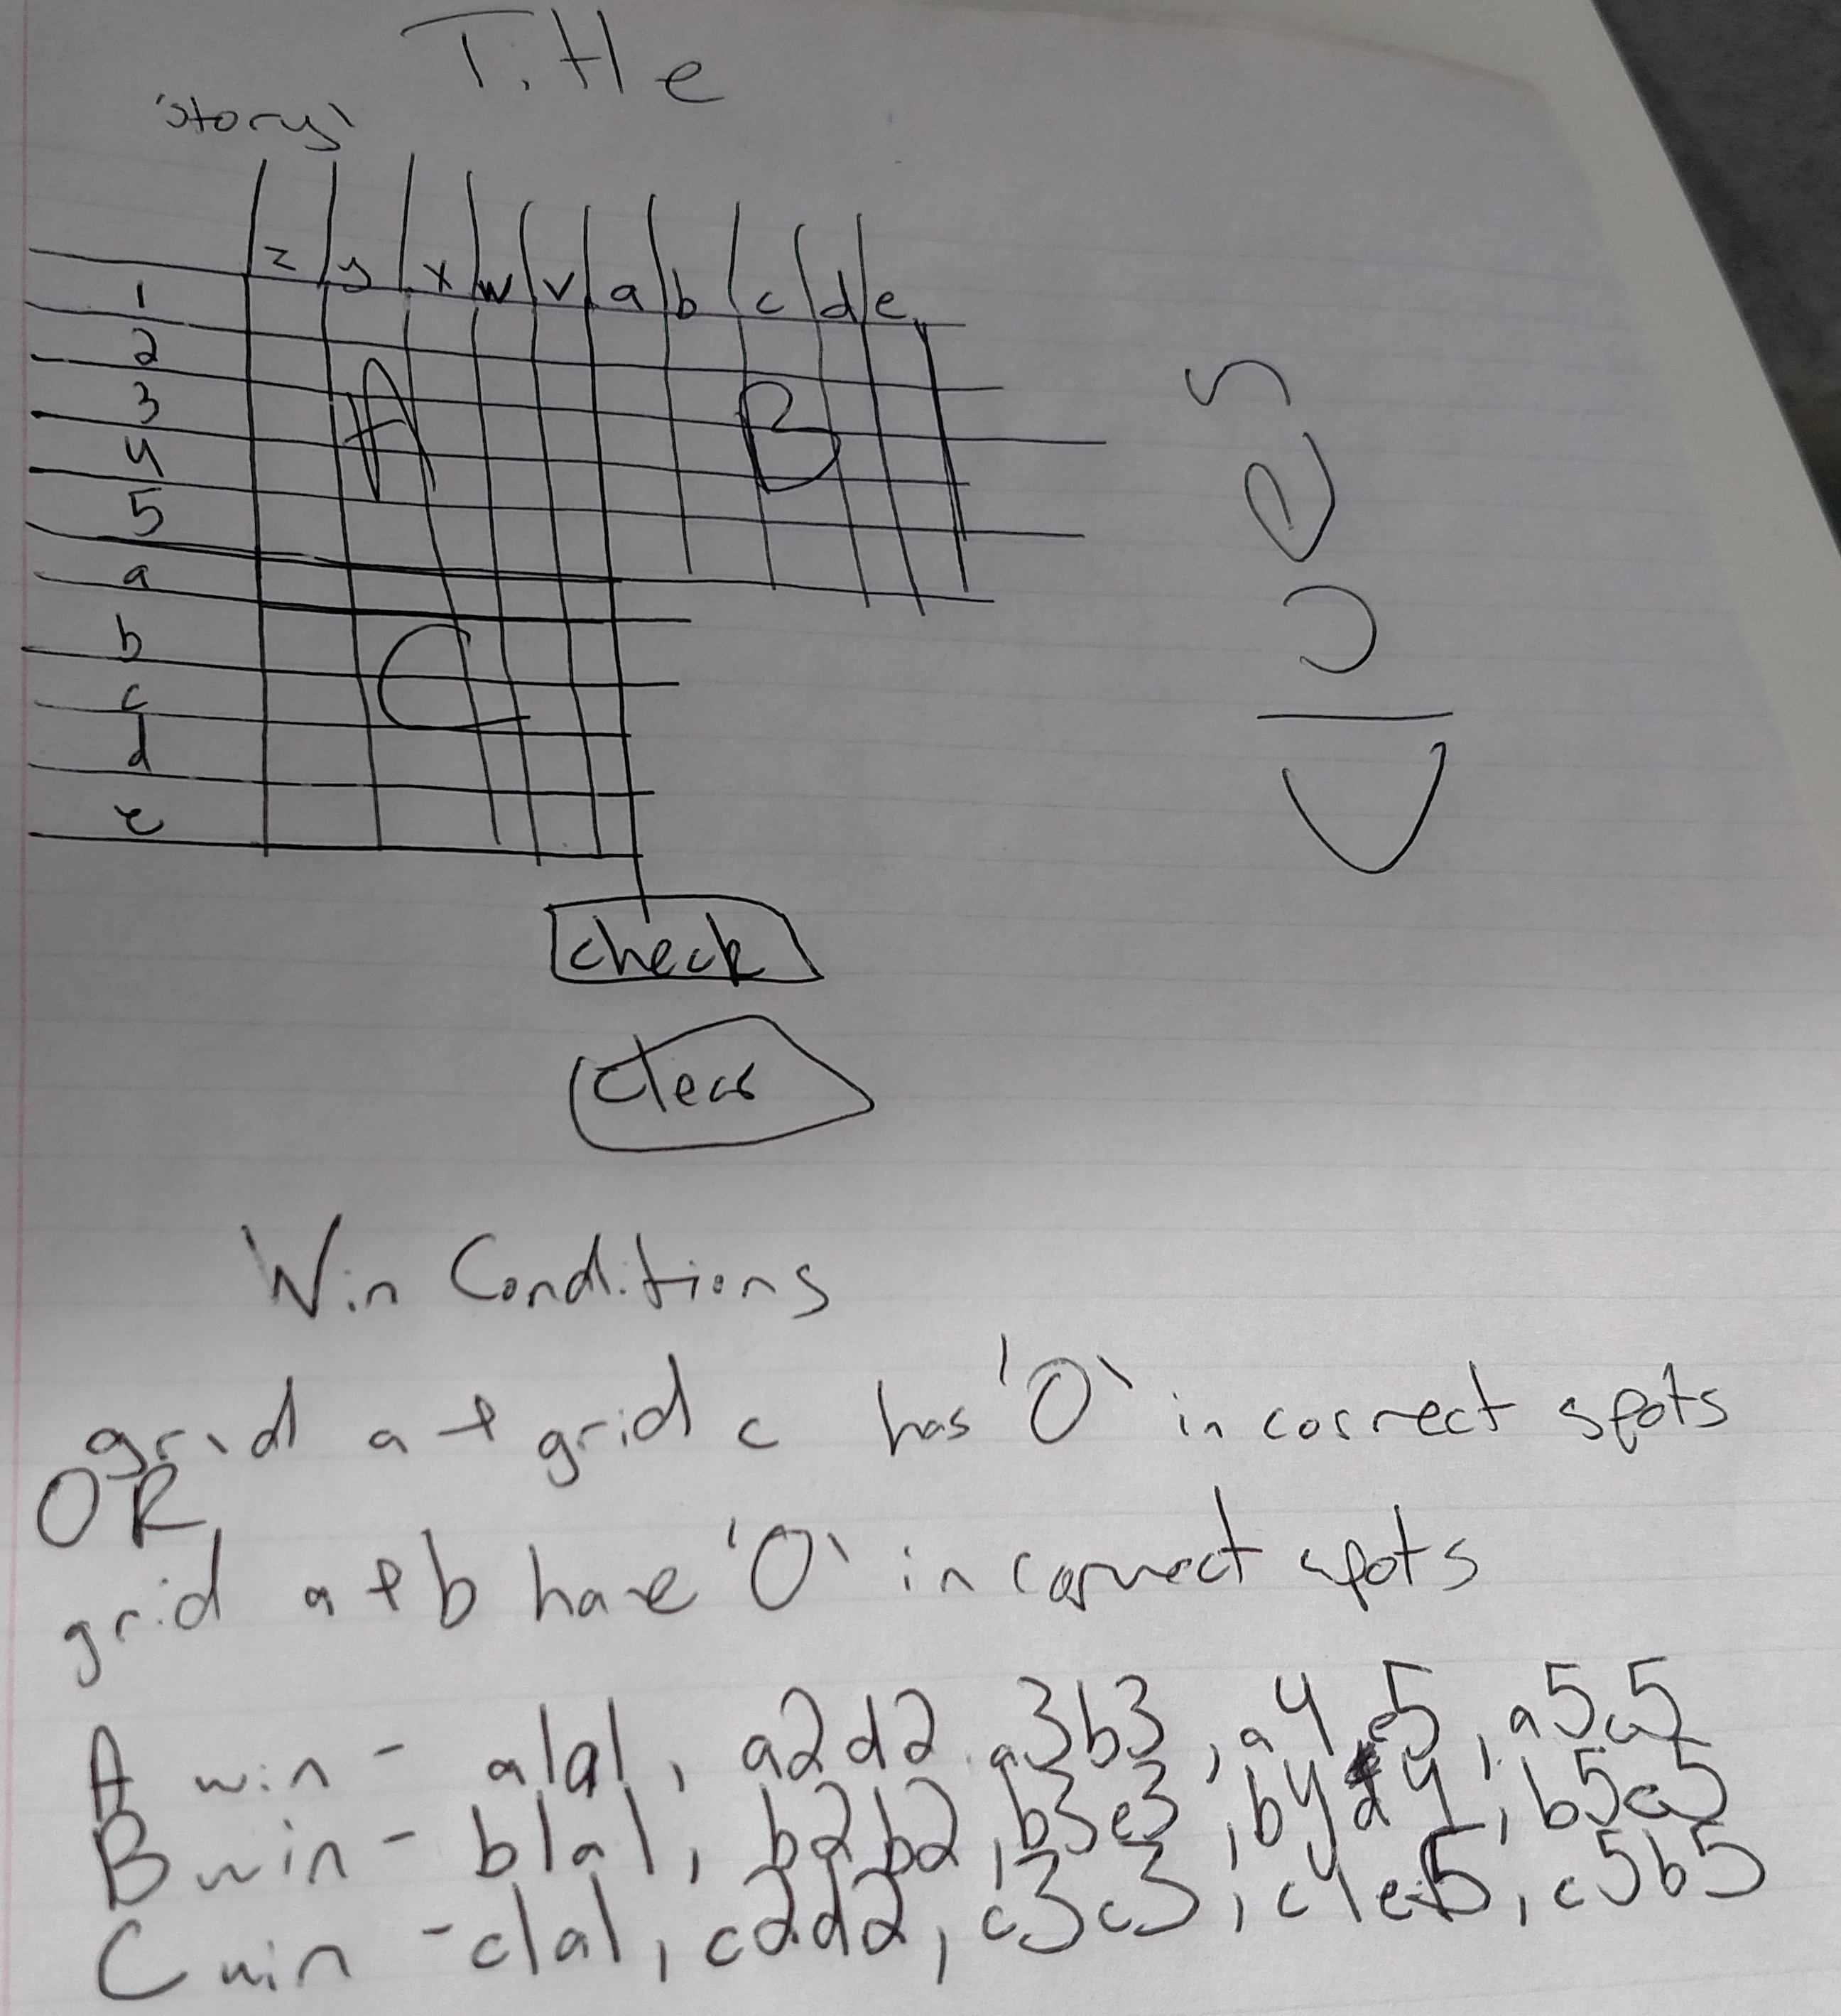 Title
'story'
z y x w v a b c d e
1
2
3
4
5
a
b
c
d
e
A
B
C
Clues
check
clear
Win Conditions
grid a + grid c has 'O' in correct spots
OR
grid a + b have 'O' in correct spots
A win - a1a1, a2d2, a3b3, a4e5, a5c5
B win - b1a1, b2b2, b3e3, b4d4, b5c5
C win - c1a1, c2d2, c3c3, c4e5, c5b5